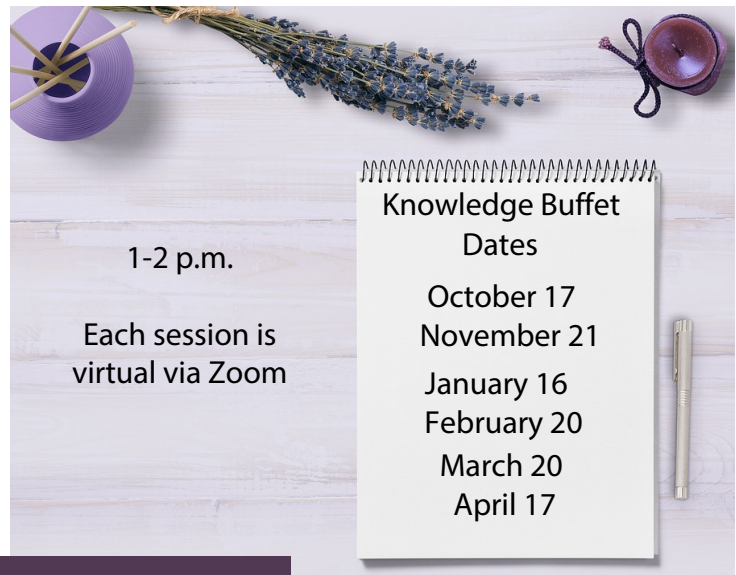 1-2 p.m.
Each session is
virtual via Zoom
Knowledge Buffet
Dates
October 17
November 21
January 16
February 20
March 20
April 17